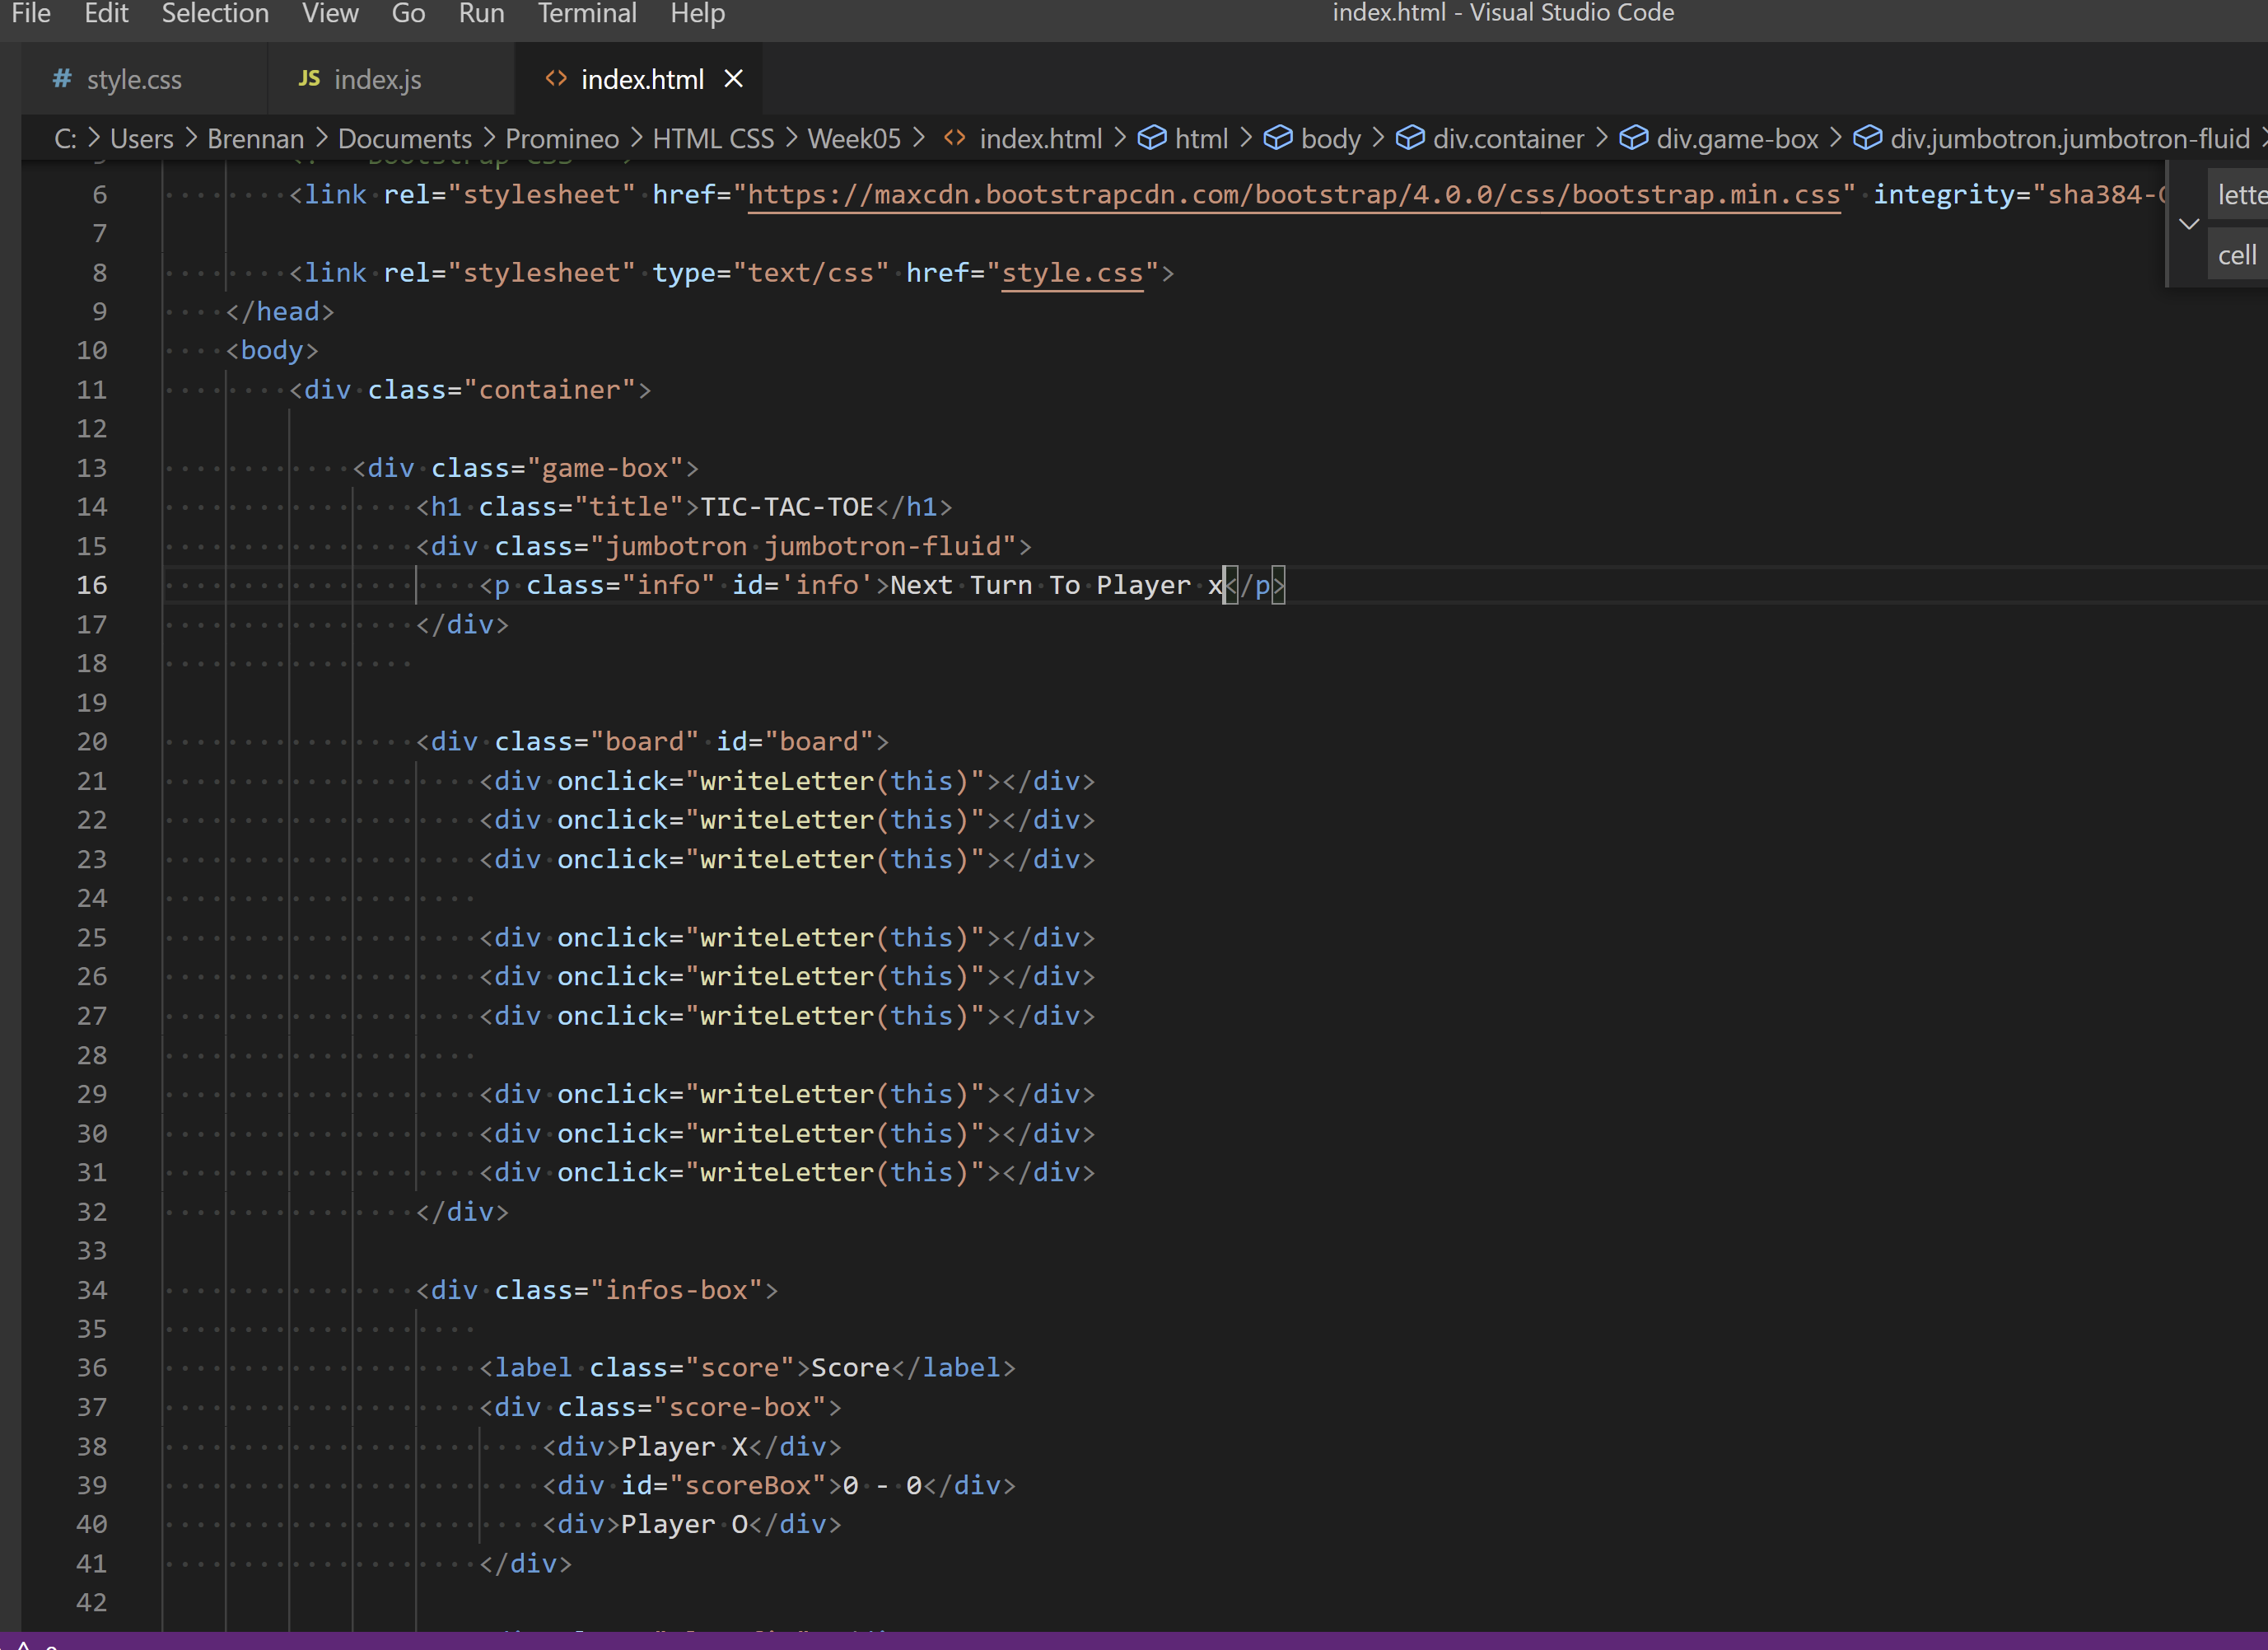 File Edit Selection View Go Run Terminal Help index.html - Visual Studio Code
# style.css JS index.js <> index.html
C: > Users > Brennan > Documents > Promineo > HTML CSS > Week05 > <> index.html > html > body > div.container > div.game-box > div.jumbotron.jumbotron-fluid >
6 <link rel="stylesheet" href="https://maxcdn.bootstrapcdn.com/bootstrap/4.0.0/css/bootstrap.min.css" integrity="sha384-
7
8 <link rel="stylesheet" type="text/css" href="style.css">
9 </head>
10 <body>
11 <div class="container">
12
13 <div class="game-box">
14 <h1 class="title">TIC-TAC-TOE</h1>
15 <div class="jumbotron jumbotron-fluid">
16 <p class="info" id='info'>Next Turn To Player x</p>
17 </div>
18
19
20 <div class="board" id="board">
21 <div onclick="writeLetter(this)"></div>
22 <div onclick="writeLetter(this)"></div>
23 <div onclick="writeLetter(this)"></div>
24
25 <div onclick="writeLetter(this)"></div>
26 <div onclick="writeLetter(this)"></div>
27 <div onclick="writeLetter(this)"></div>
28
29 <div onclick="writeLetter(this)"></div>
30 <div onclick="writeLetter(this)"></div>
31 <div onclick="writeLetter(this)"></div>
32 </div>
33
34 <div class="infos-box">
35
36 <label class="score">Score</label>
37 <div class="score-box">
38 <div>Player X</div>
39 <div id="scoreBox">0 - 0</div>
40 <div>Player O</div>
41 </div>
42
lette
cell